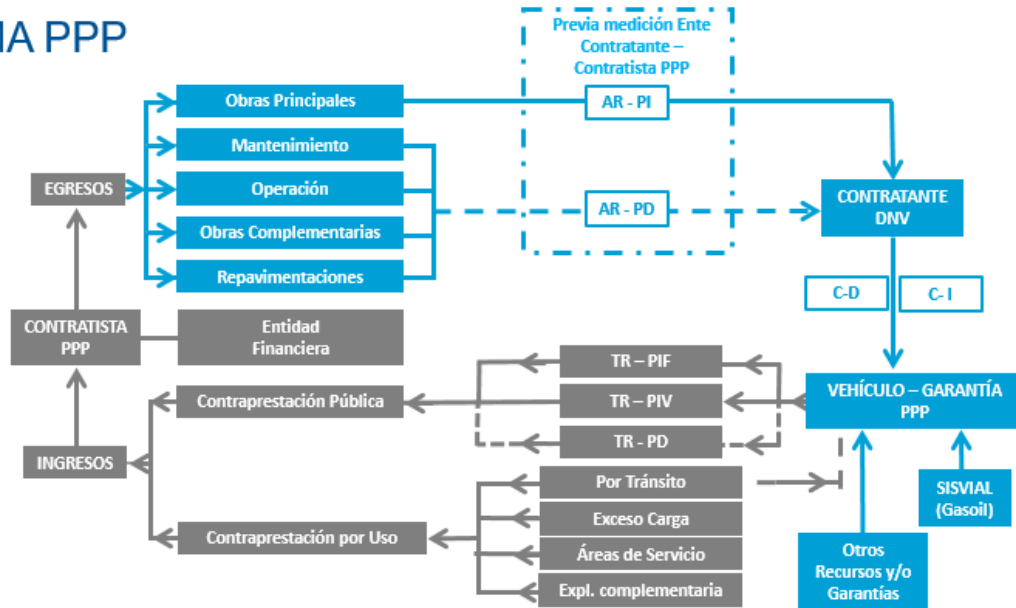 IA PPP
Previa medición Ente
Contratante –
Contratista PPP
Obras Principales
AR - PI
Mantenimiento
EGRESOS
Operación
AR - PD
CONTRATANTE
DNV
Obras Complementarias
Repavimentaciones
C-D
C- I
CONTRATISTA
PPP
Entidad
Financiera
TR – PIF
Contraprestación Pública
TR – PIV
VEHÍCULO – GARANTÍA
PPP
TR - PD
INGRESOS
Por Tránsito
SISVIAL
(Gasoil)
Exceso Carga
Contraprestación por Uso
Áreas de Servicio
Otros
Recursos y/o
Garantías
Expl. complementaria